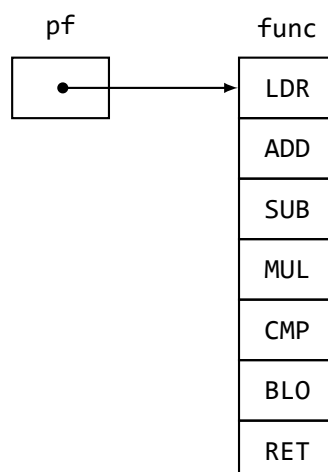 pf
func
LDR
ADD
SUB
MUL
CMP
BLO
RET